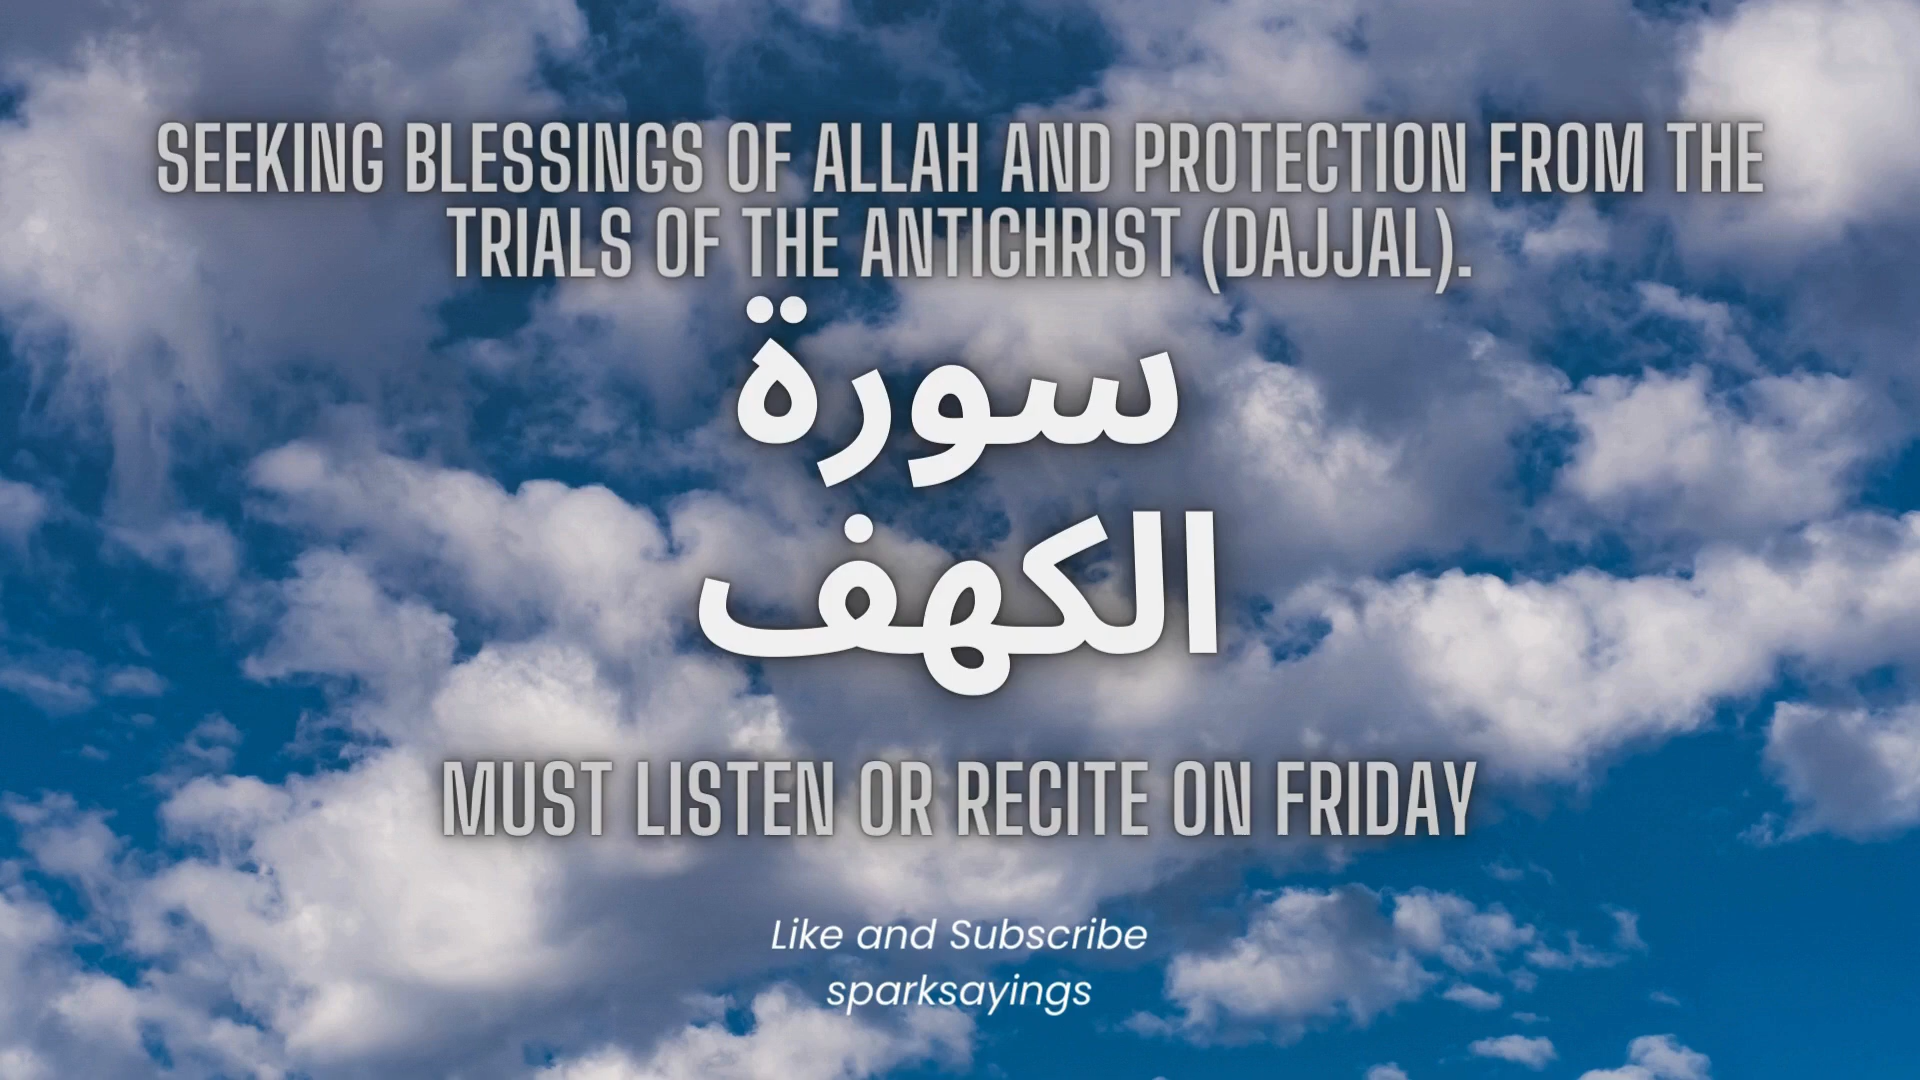 SEEKING BLESSINGS OF ALLAH AND PROTECTION FROM THE
TRIALS OF THE ANTICHRIST (DAJJAL).
سورة
الكهف
MUST LISTEN OR RECITE ON FRIDAY
Like and Subscribe
sparksayings